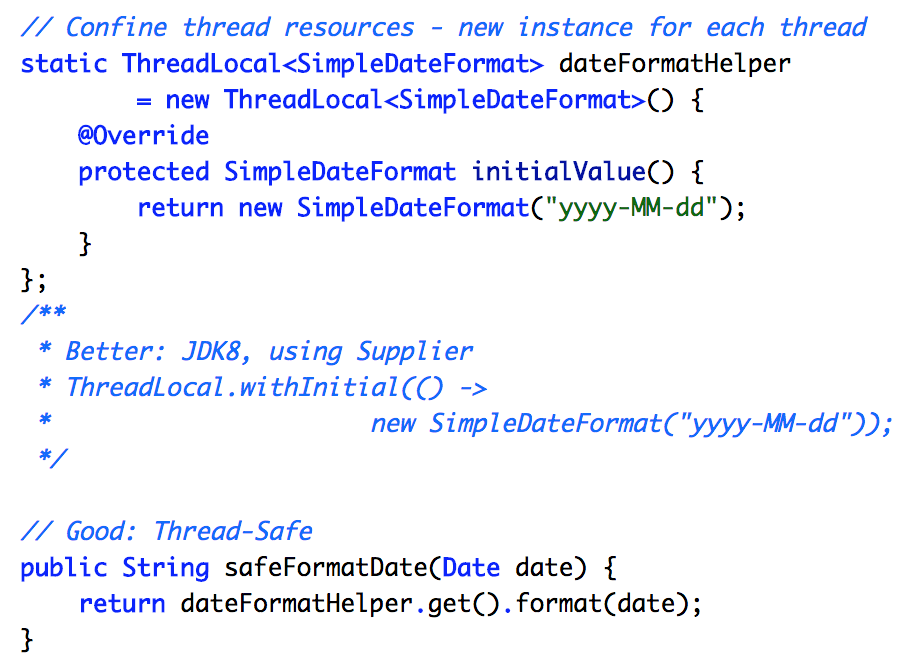 // Confine thread resources - new instance for each thread
static ThreadLocal<SimpleDateFormat> dateFormatHelper
        = new ThreadLocal<SimpleDateFormat>() {
    @Override
    protected SimpleDateFormat initialValue() {
        return new SimpleDateFormat("yyyy-MM-dd");
    }
};
/**
 * Better: JDK8, using Supplier
 * ThreadLocal.withInitial(() ->
 *                      new SimpleDateFormat("yyyy-MM-dd"));
 */

// Good: Thread-Safe
public String safeFormatDate(Date date) {
    return dateFormatHelper.get().format(date);
}